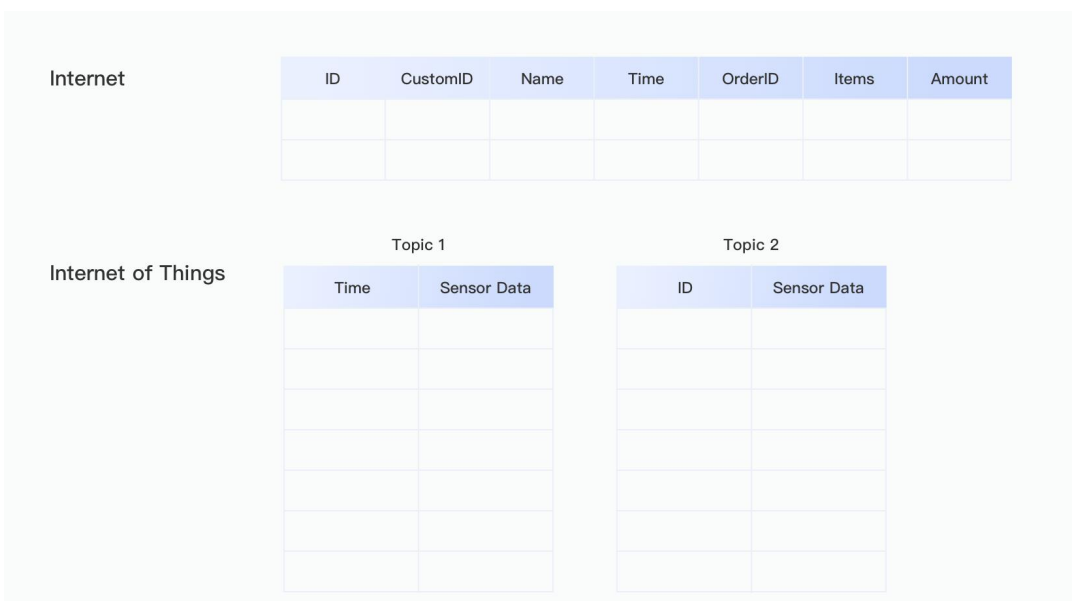 Internet
ID CustomID Name Time OrderID Items Amount
Internet of Things
Topic 1
Time Sensor Data
Topic 2
ID Sensor Data